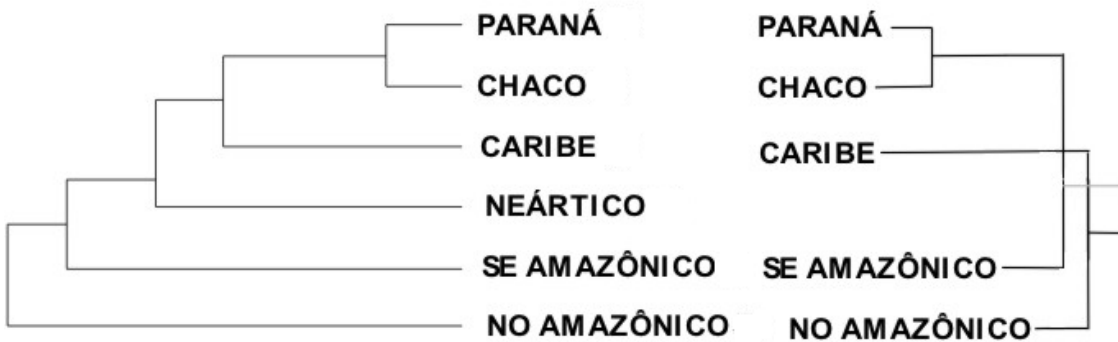 PARANÁ PARANÁ
CHACO CHACO
CARIBE CARIBE
NEÁRTICO
SE AMAZÔNICO SE AMAZÔNICO
NO AMAZÔNICO NO AMAZÔNICO